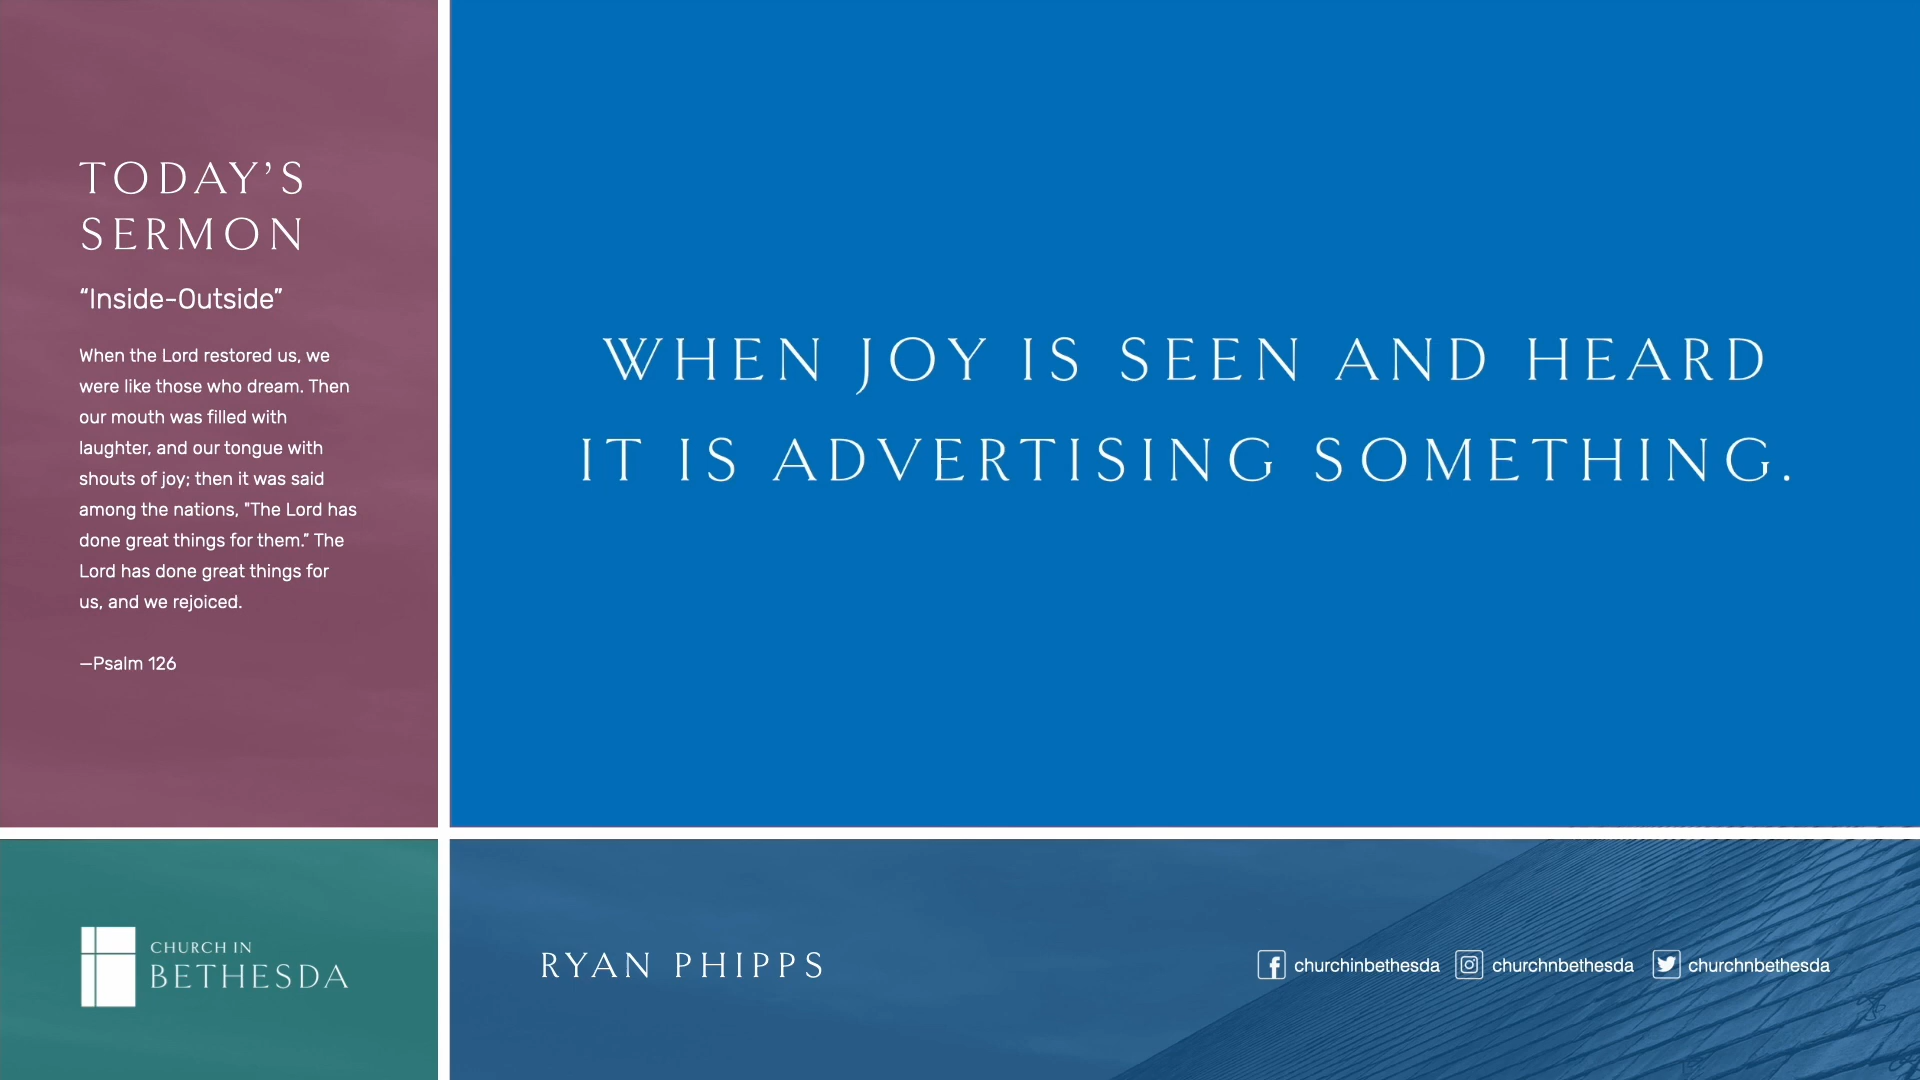 TODAY’S
SERMON
“Inside-Outside”
When the Lord restored us, we
were like those who dream. Then
our mouth was filled with
laughter, and our tongue with
shouts of joy; then it was said
among the nations, "The Lord has
done great things for them.” The
Lord has done great things for
us, and we rejoiced.
—Psalm 126
WHEN JOY IS SEEN AND HEARD
IT IS ADVERTISING SOMETHING.
CHURCH IN
BETHESDA
RYAN PHIPPS
churchinbethesda churchnbethesda churchnbethesda